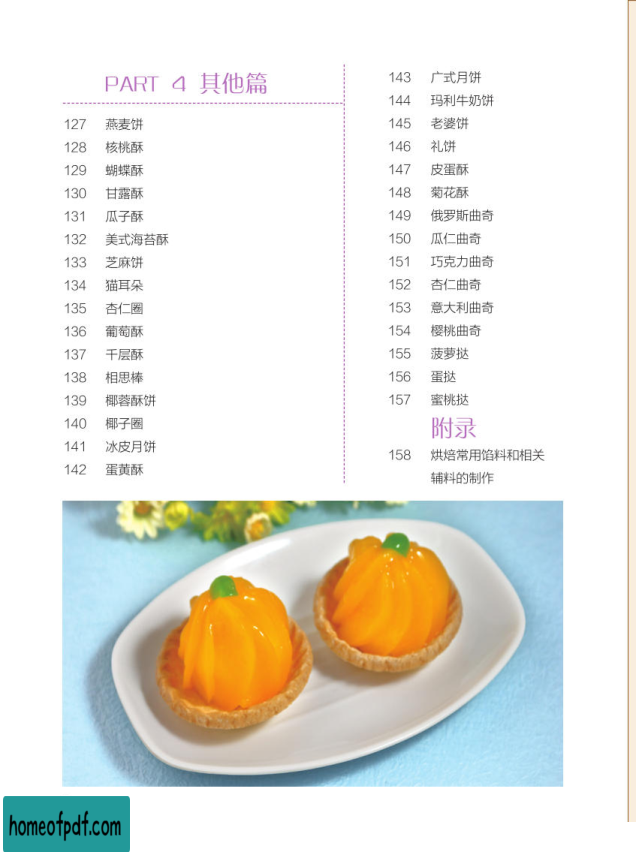 PART 4 其他篇
127 燕麦饼
128 核桃酥
129 蝴蝶酥
130 甘露酥
131 瓜子酥
132 美式海苔酥
133 芝麻饼
134 猫耳朵
135 杏仁圈
136 葡萄酥
137 千层酥
138 相思棒
139 椰蓉酥饼
140 椰子圈
141 冰皮月饼
142 蛋黄酥
143 广式月饼
144 玛利牛奶饼
145 老婆饼
146 礼饼
147 皮蛋酥
148 菊花酥
149 俄罗斯曲奇
150 瓜仁曲奇
151 巧克力曲奇
152 杏仁曲奇
153 意大利曲奇
154 樱桃曲奇
155 菠萝挞
156 蛋挞
157 蜜桃挞
附录
158 烘焙常用馅料和相关
辅料的制作
homeofpdf.com